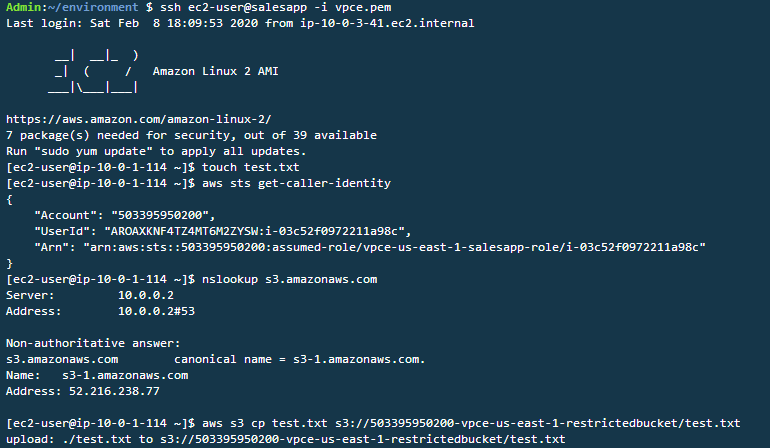 Admin:~/environment $ ssh ec2-user@salesapp -i vpce.pem
Last login: Sat Feb  8 18:09:53 2020 from ip-10-0-3-41.ec2.internal

       __|  __|_  )
       _|  (     /   Amazon Linux 2 AMI
      ___|\___|___|

https://aws.amazon.com/amazon-linux-2/
7 package(s) needed for security, out of 39 available
Run "sudo yum update" to apply all updates.
[ec2-user@ip-10-0-1-114 ~]$ touch test.txt
[ec2-user@ip-10-0-1-114 ~]$ aws sts get-caller-identity
{
    "Account": "503395950200",
    "UserId": "AROAXKNF4TZ4MT6M2ZYSW:i-03c52f0972211a98c",
    "Arn": "arn:aws:sts::503395950200:assumed-role/vpce-us-east-1-salesapp-role/i-03c52f0972211a98c"
}
[ec2-user@ip-10-0-1-114 ~]$ nslookup s3.amazonaws.com
Server:         10.0.0.2
Address:        10.0.0.2#53

Non-authoritative answer:
s3.amazonaws.com        canonical name = s3-1.amazonaws.com.
Name:   s3-1.amazonaws.com
Address: 52.216.238.77

[ec2-user@ip-10-0-1-114 ~]$ aws s3 cp test.txt s3://503395950200-vpce-us-east-1-restrictedbucket/test.txt
upload: ./test.txt to s3://503395950200-vpce-us-east-1-restrictedbucket/test.txt